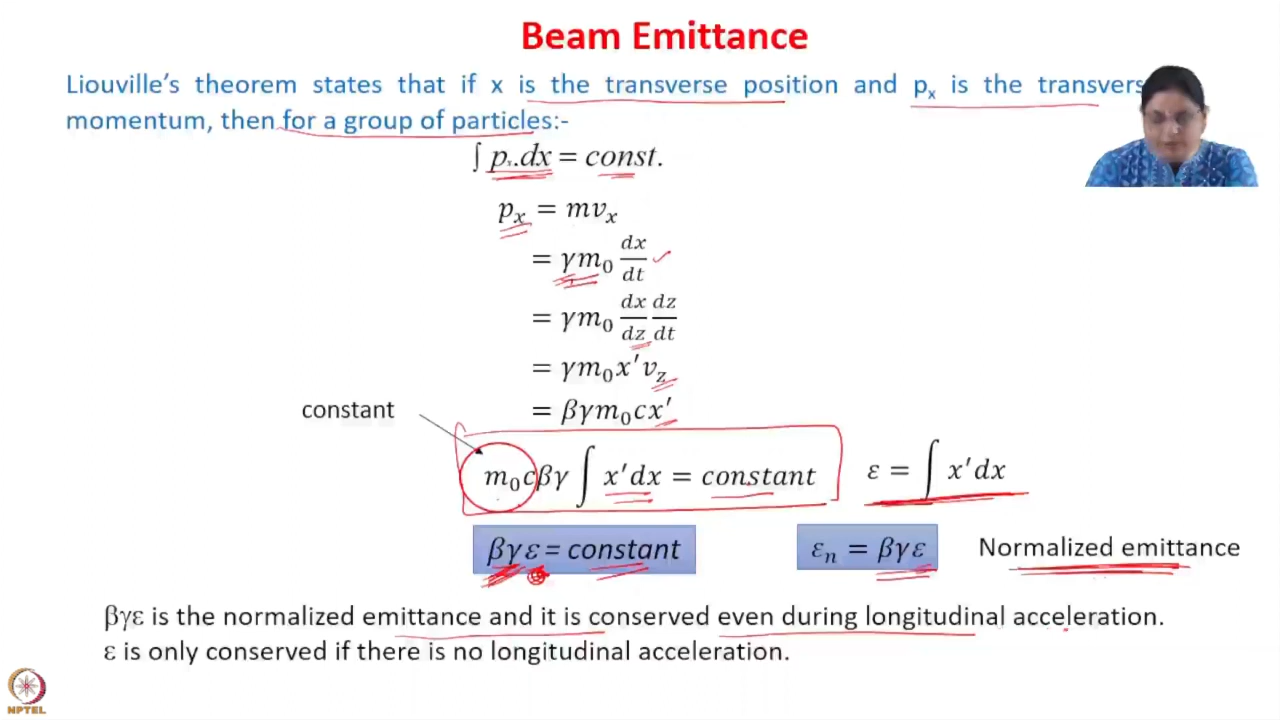 Beam Emittance
Liouville's theorem states that if x is the transverse position and pₓ is the transvers
momentum, then for a group of particles:-
∫ pₓ.dx = const.
pₓ = mvₓ
= γm₀ dx/dt
= γm₀ dx/dz dz/dt
= γm₀x′v_z
= βγm₀cx′
constant
m₀cβγ ∫ x′dx = constant
ε = ∫ x′dx
βγε = constant
εₙ = βγε
Normalized emittance
βγε is the normalized emittance and it is conserved even during longitudinal acceleration.
ε is only conserved if there is no longitudinal acceleration.
NPTEL